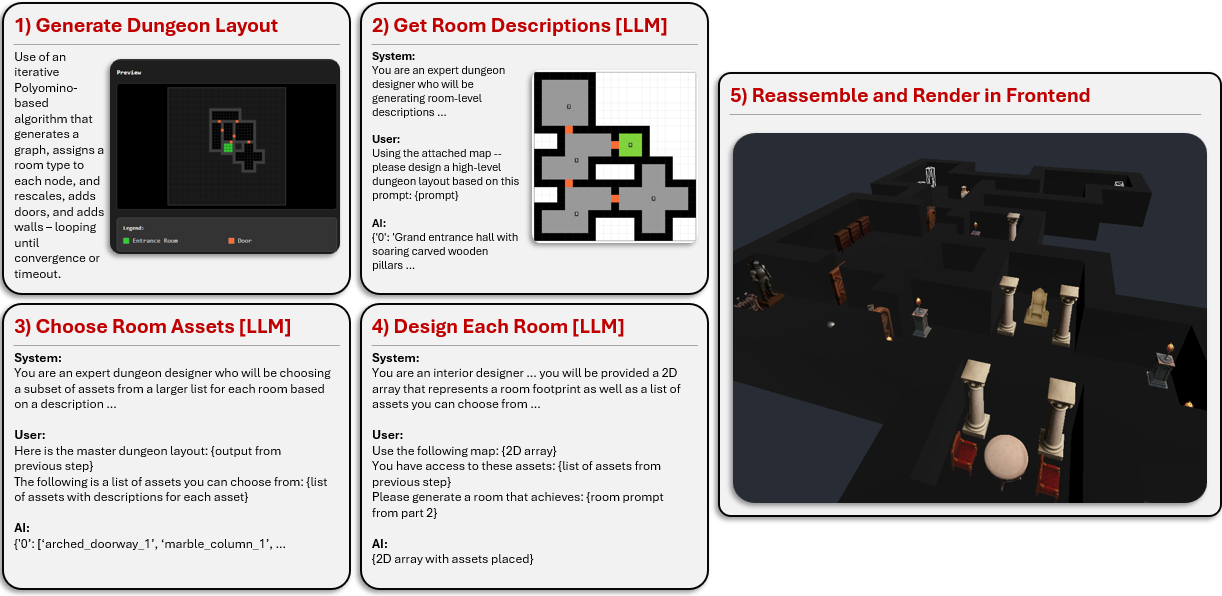 1) Generate Dungeon Layout
Use of an
iterative
Polyomino-
based
algorithm that
generates a
graph, assigns a
room type to
each node, and
rescales, adds
doors, and adds
walls – looping
until
convergence or
timeout.
Preview
Legend:
Entrance Room
Door
2) Get Room Descriptions [LLM]
System:
You are an expert dungeon
designer who will be
generating room-level
descriptions ...
User:
Using the attached map --
please design a high-level
dungeon layout based on this
prompt: {prompt}
AI:
{'0': 'Grand entrance hall with
soaring carved wooden
pillars ...
3) Choose Room Assets [LLM]
System:
You are an expert dungeon designer who will be choosing
a subset of assets from a larger list for each room based
on a description ...
User:
Here is the master dungeon layout: {output from
previous step}
The following is a list of assets you can choose from: {list
of assets with descriptions for each asset}
AI:
{'0': [‘arched_doorway_1’, ‘marble_column_1’, ...
4) Design Each Room [LLM]
System:
You are an interior designer ... you will be provided a 2D
array that represents a room footprint as well as a list of
assets you can choose from ...
User:
Use the following map: {2D array}
You have access to these assets: {list of assets from
previous step}
Please generate a room that achieves: {room prompt
from part 2}
AI:
{2D array with assets placed}
5) Reassemble and Render in Frontend